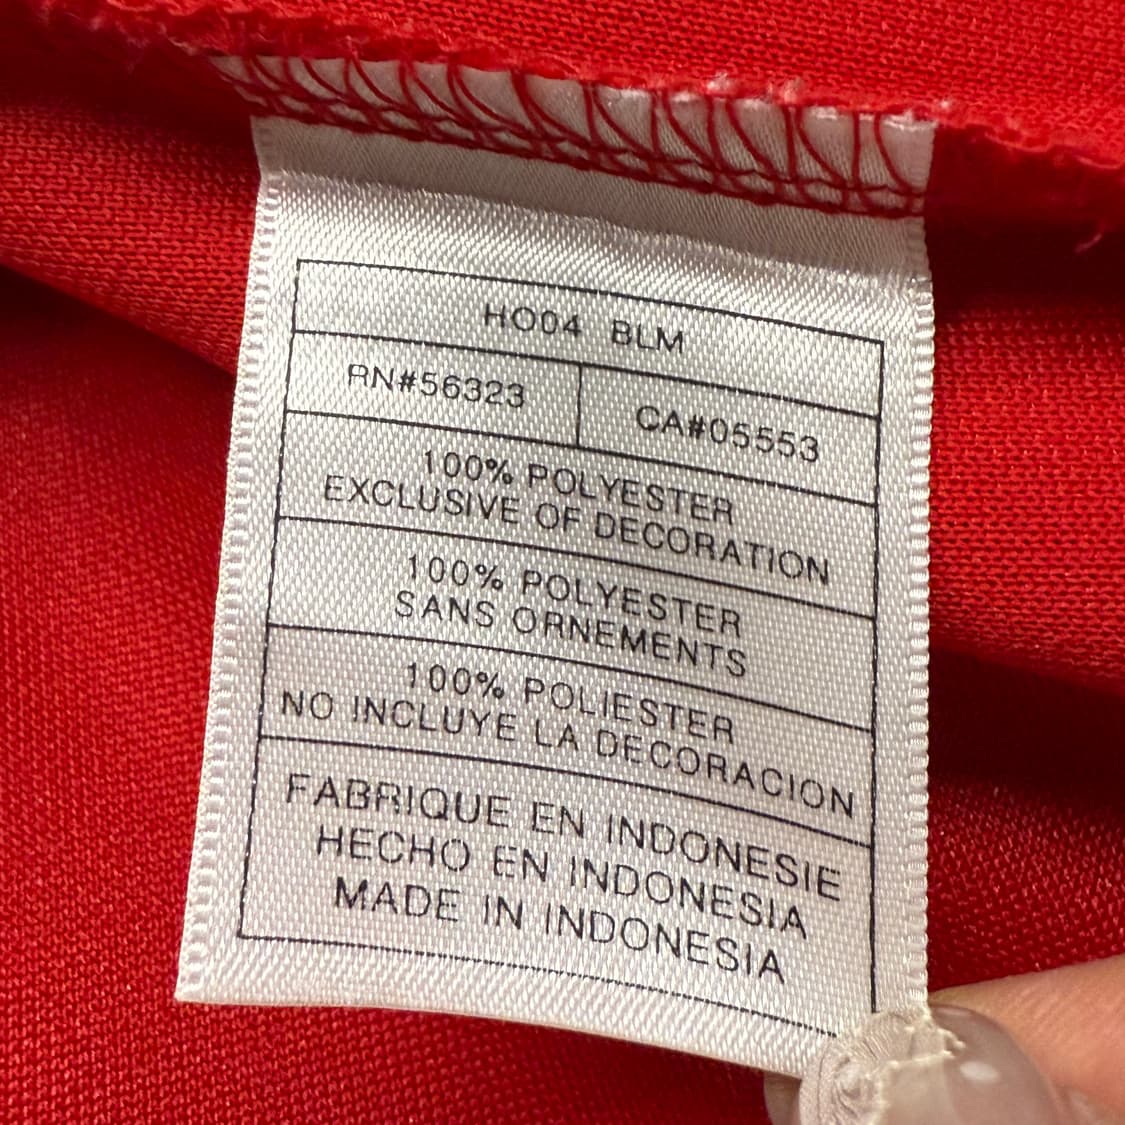 HO04 BLM
RN#56323
CA#05553
100% POLYESTER
EXCLUSIVE OF DECORATION
100% POLYESTER
SANS ORNEMENTS
100% POLIESTER
NO INCLUYE LA DECORACION
FABRIQUE EN INDONESIE
HECHO EN INDONESIA
MADE IN INDONESIA